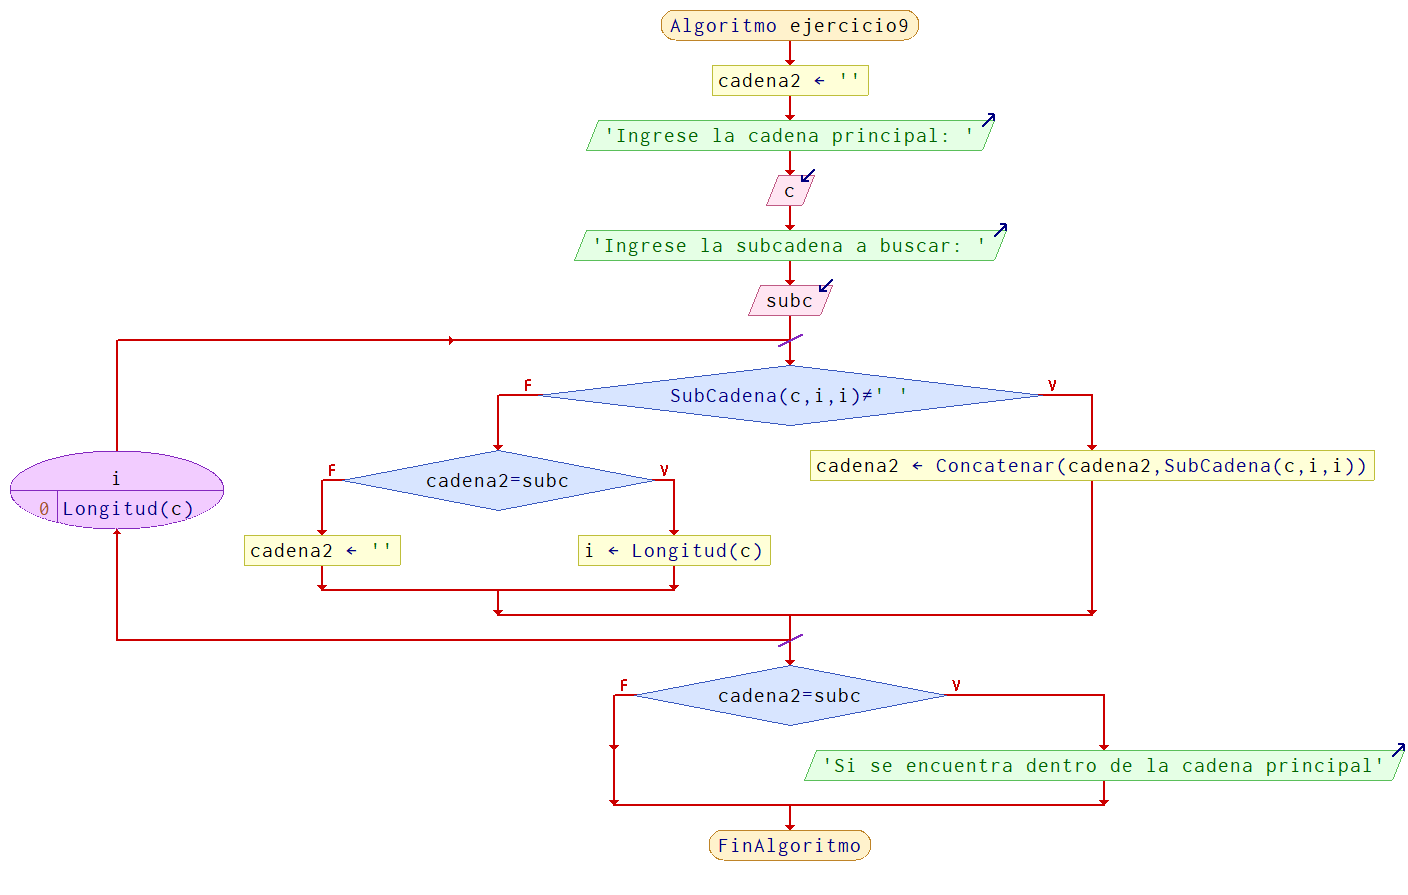 Algoritmo ejercicio9
cadena2 ← ''
'Ingrese la cadena principal: '
c
'Ingrese la subcadena a buscar: '
subc
i
0 Longitud(c)
SubCadena(c,i,i)≠' '
F
V
cadena2=subc
F
V
cadena2 ← ''
i ← Longitud(c)
cadena2 ← Concatenar(cadena2,SubCadena(c,i,i))
cadena2=subc
F
V
'Si se encuentra dentro de la cadena principal'
FinAlgoritmo